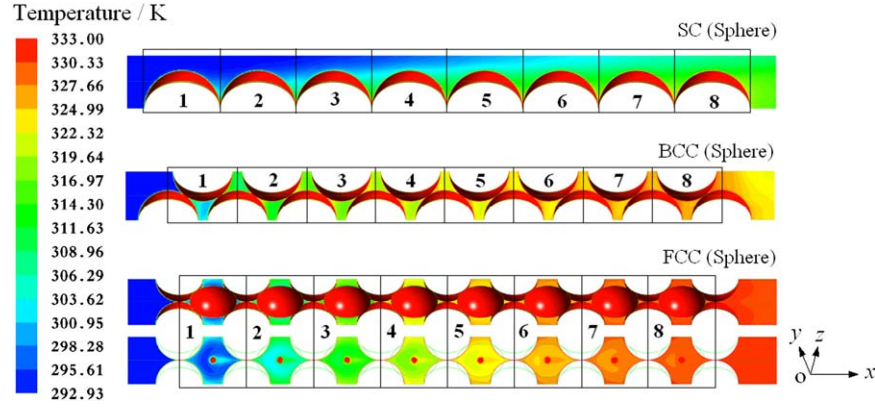 Temperature / K
333.00
330.33
327.66
324.99
322.32
319.64
316.97
314.30
311.63
308.96
306.29
303.62
300.95
298.28
295.61
292.93
SC (Sphere)
1 2 3 4 5 6 7 8
BCC (Sphere)
1 2 3 4 5 6 7 8
FCC (Sphere)
1 2 3 4 5 6 7 8
y z
o x